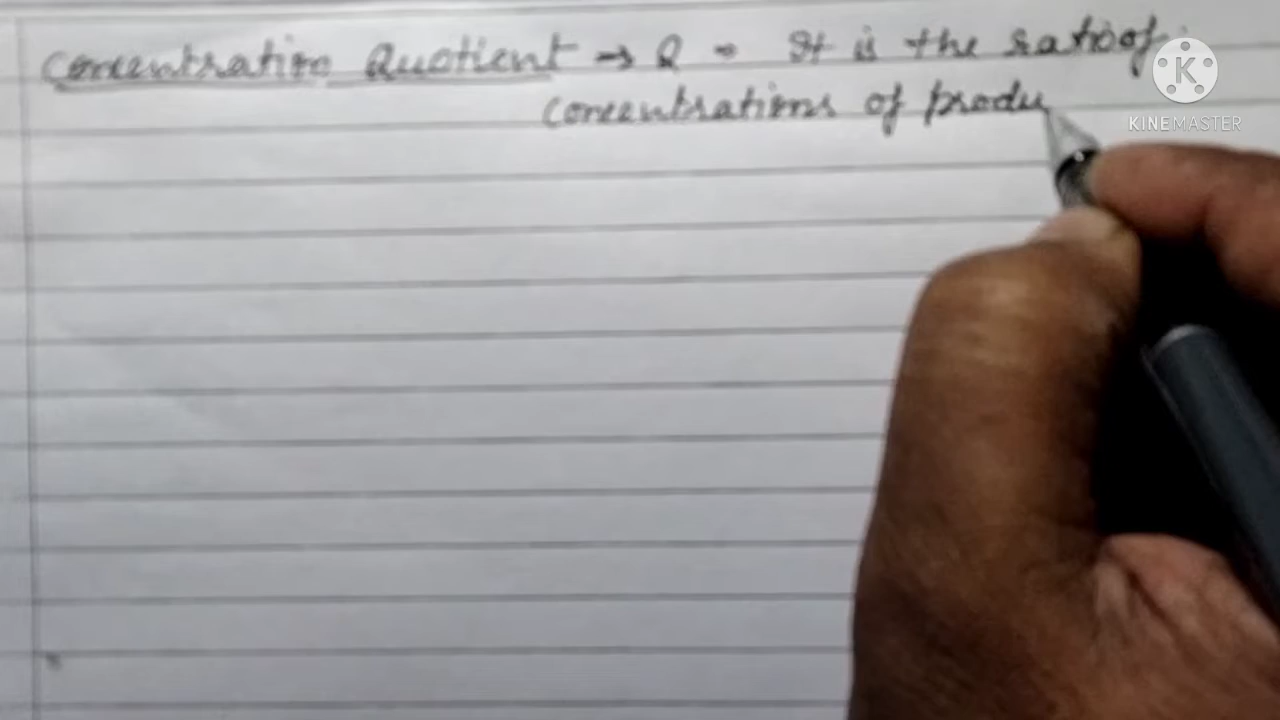 Concentration Quotient → Q = It is the ratio of
concentrations of produ
KINEMASTER